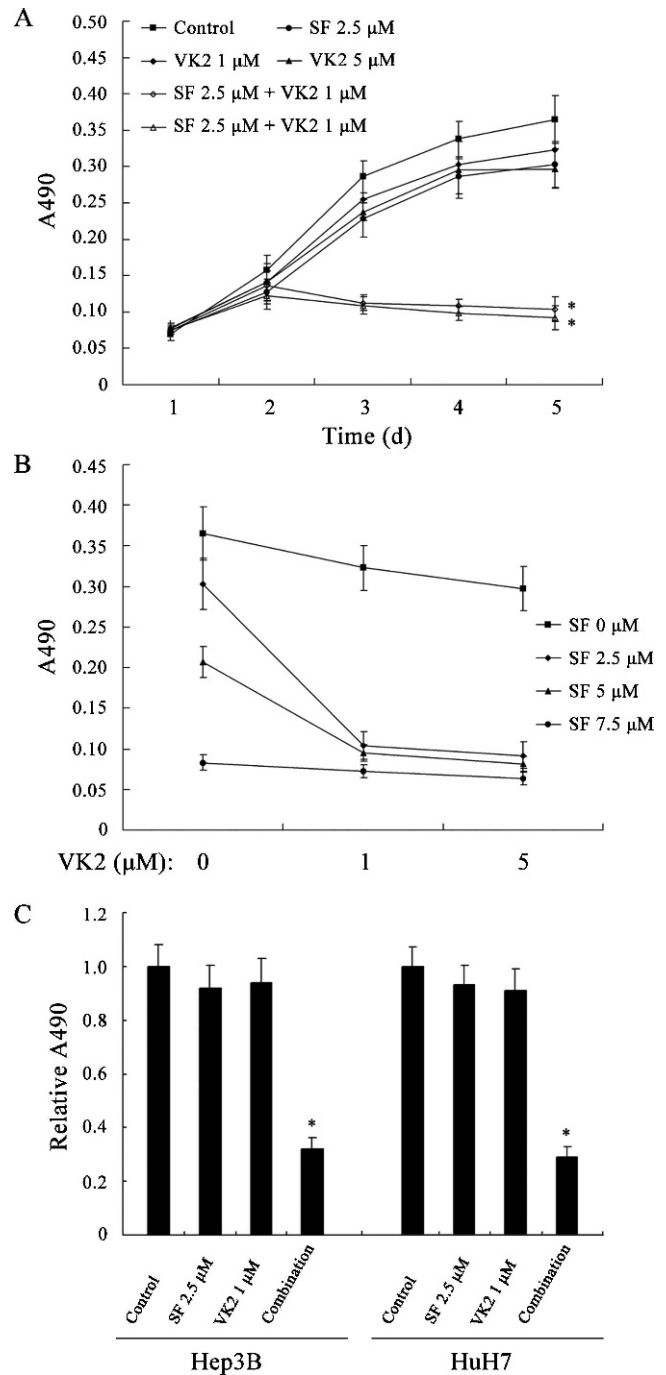 A
Control
SF 2.5 μM
VK2 1 μM
VK2 5 μM
SF 2.5 μM + VK2 1 μM
SF 2.5 μM + VK2 1 μM
0.50
0.45
0.40
0.35
0.30
0.25
0.20
0.15
0.10
0.05
0
A490
*
*
1 2 3 4 5
Time (d)
B
0.45
0.40
0.35
0.30
0.25
0.20
0.15
0.10
0.05
0
A490
SF 0 μM
SF 2.5 μM
SF 5 μM
SF 7.5 μM
VK2 (μM): 0 1 5
C
1.2
1.0
0.8
0.6
0.4
0.2
0
Relative A490
*
*
Control
SF 2.5 μM
VK2 1 μM
Combination
Control
SF 2.5 μM
VK2 1 μM
Combination
Hep3B
HuH7